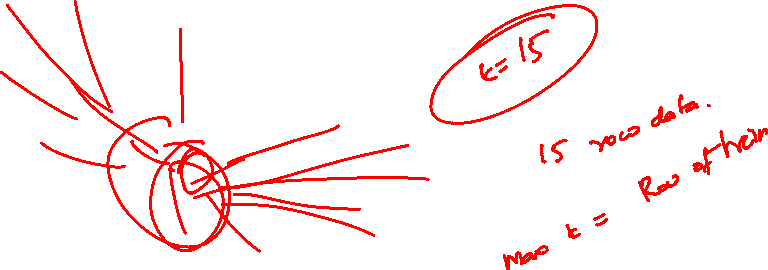 k=15
15 row data.
Max k = Row of train